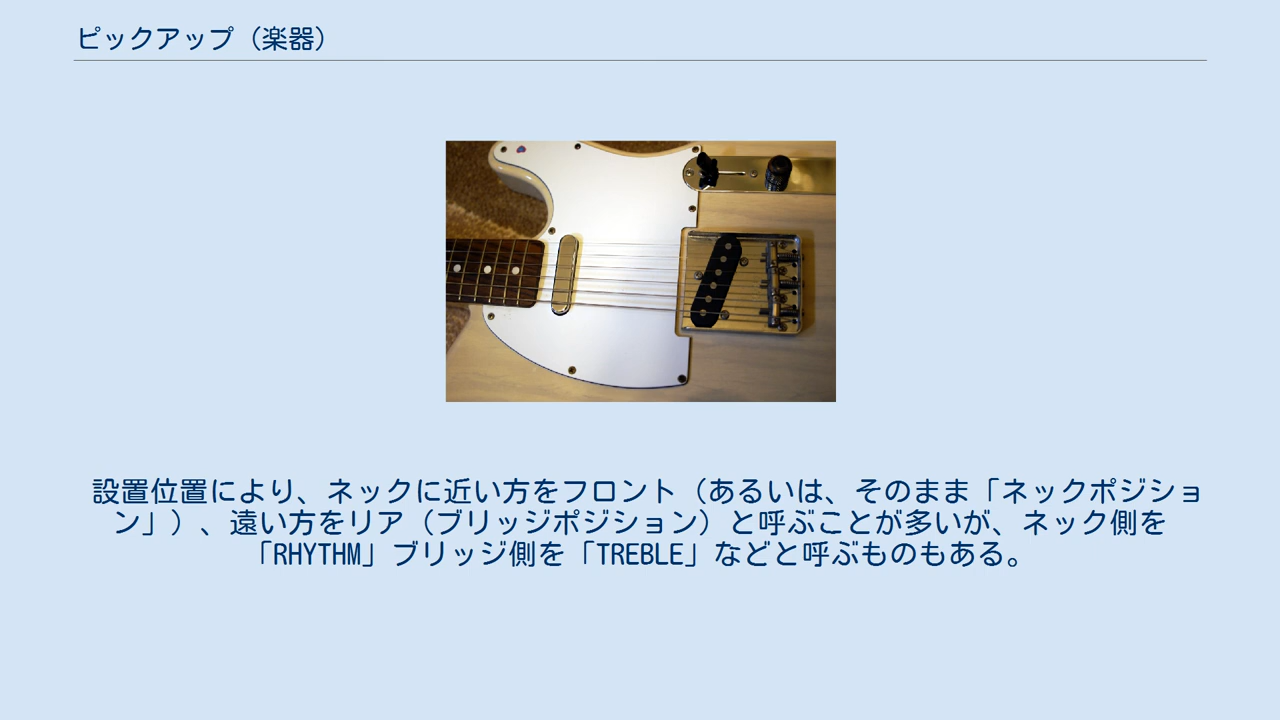 ピックアップ（楽器）
設置位置により、ネックに近い方をフロント（あるいは、そのまま「ネックポジショ
ン」）、遠い方をリア（ブリッジポジション）と呼ぶことが多いが、ネック側を
「RHYTHM」ブリッジ側を「TREBLE」などと呼ぶものもある。